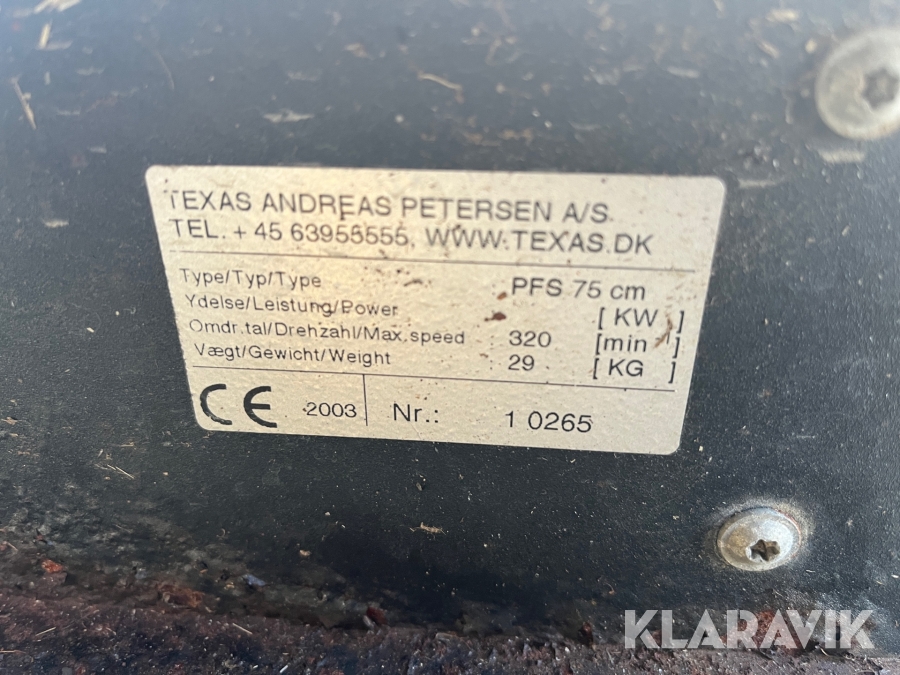 TEXAS ANDREAS PETERSEN A/S.
TEL. + 45 63955555, WWW.TEXAS.DK
Type/Typ/Type PFS 75 cm
Ydelse/Leistung/Power [ KW ]
Omdr.tal/Drehzahl/Max.speed : 320 [min ]
Vægt/Gewicht/Weight : 29 [ KG ]
CE 2003 Nr.: 1 0265
KLARAVIK